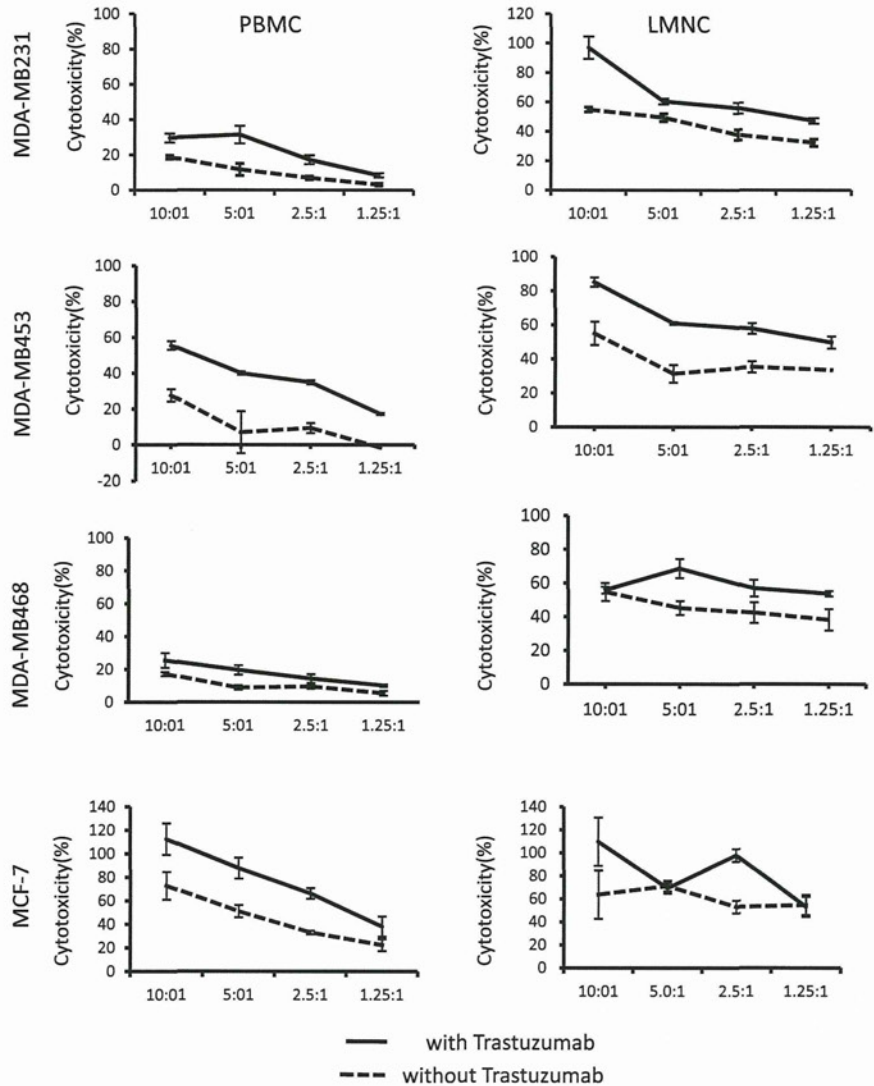 PBMC
LMNC
MDA-MB231
Cytotoxicity(%)
100
80
60
40
20
0
10:01 5:01 2.5:1 1.25:1
Cytotoxicity(%)
120
100
80
60
40
20
0
10:01 5:01 2.5:1 1.25:1
MDA-MB453
Cytotoxicity(%)
100
80
60
40
20
0
-20
10:01 5:01 2.5:1 1.25:1
Cytotoxicity(%)
100
80
60
40
20
0
10:01 5:01 2.5:1 1.25:1
MDA-MB468
Cytotoxicity(%)
100
80
60
40
20
0
10:01 5:01 2.5:1 1.25:1
Cytotoxicity(%)
100
80
60
40
20
0
10:01 5:01 2.5:1 1.25:1
MCF-7
Cytotoxicity(%)
140
120
100
80
60
40
20
0
10:01 5:01 2.5:1 1.25:1
Cytotoxicity(%)
140
120
100
80
60
40
20
0
10:01 5.0:1 2.5:1 1.25:1
with Trastuzumab
without Trastuzumab